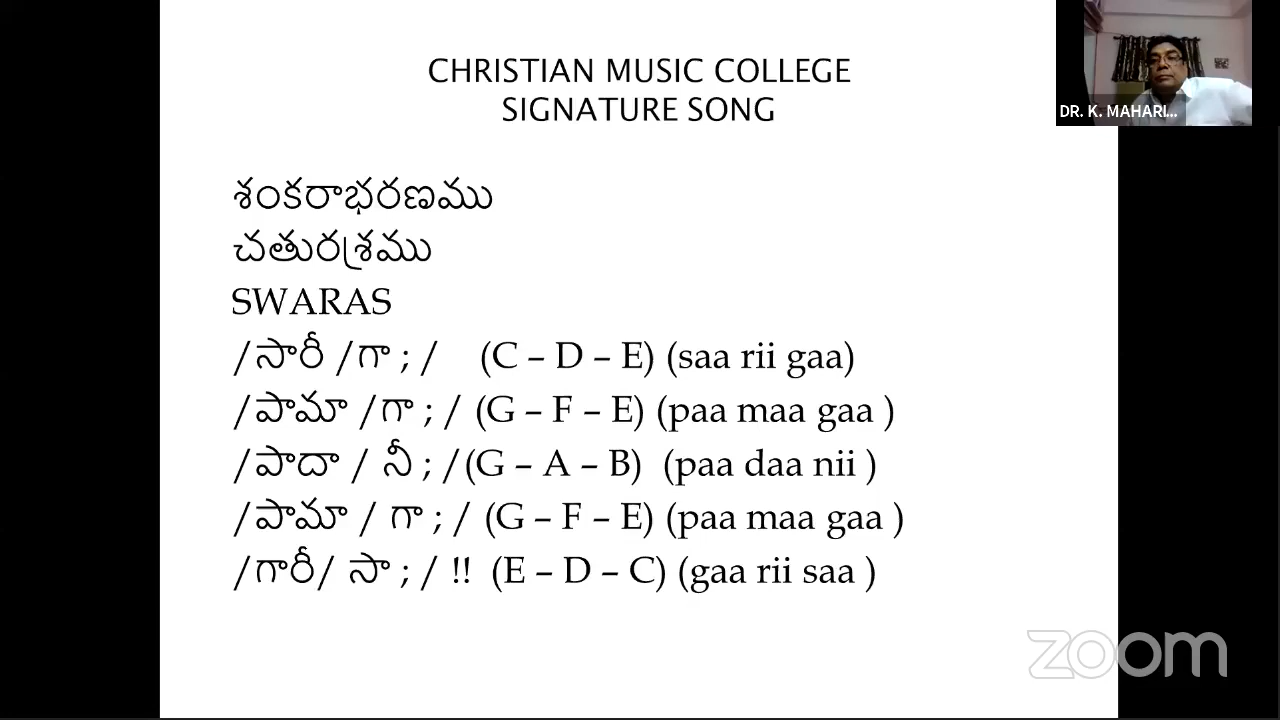 CHRISTIAN MUSIC COLLEGE
SIGNATURE SONG
DR. K. MAHARI...
శంకరాభరణము
చతురశ్రము
SWARAS
/సారీ /గా ; / (C – D – E) (saa rii gaa)
/పామా /గా ; / (G – F – E) (paa maa gaa )
/పాదా / నీ ; /(G – A – B) (paa daa nii )
/పామా / గా ; / (G – F – E) (paa maa gaa )
/గారీ/ సా ; / !! (E – D – C) (gaa rii saa )
zoom